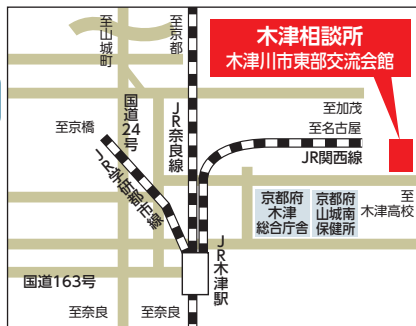 木津相談所
木津川市東部交流会館
至山城町
至京都
国道24号
JR奈良線
至加茂
至名古屋
JR関西線
至京橋
JR学研都市線
京都府
木津
総合庁舎
京都府
山城南
保健所
至
木津高校
JR木津駅
国道163号
至奈良
至奈良